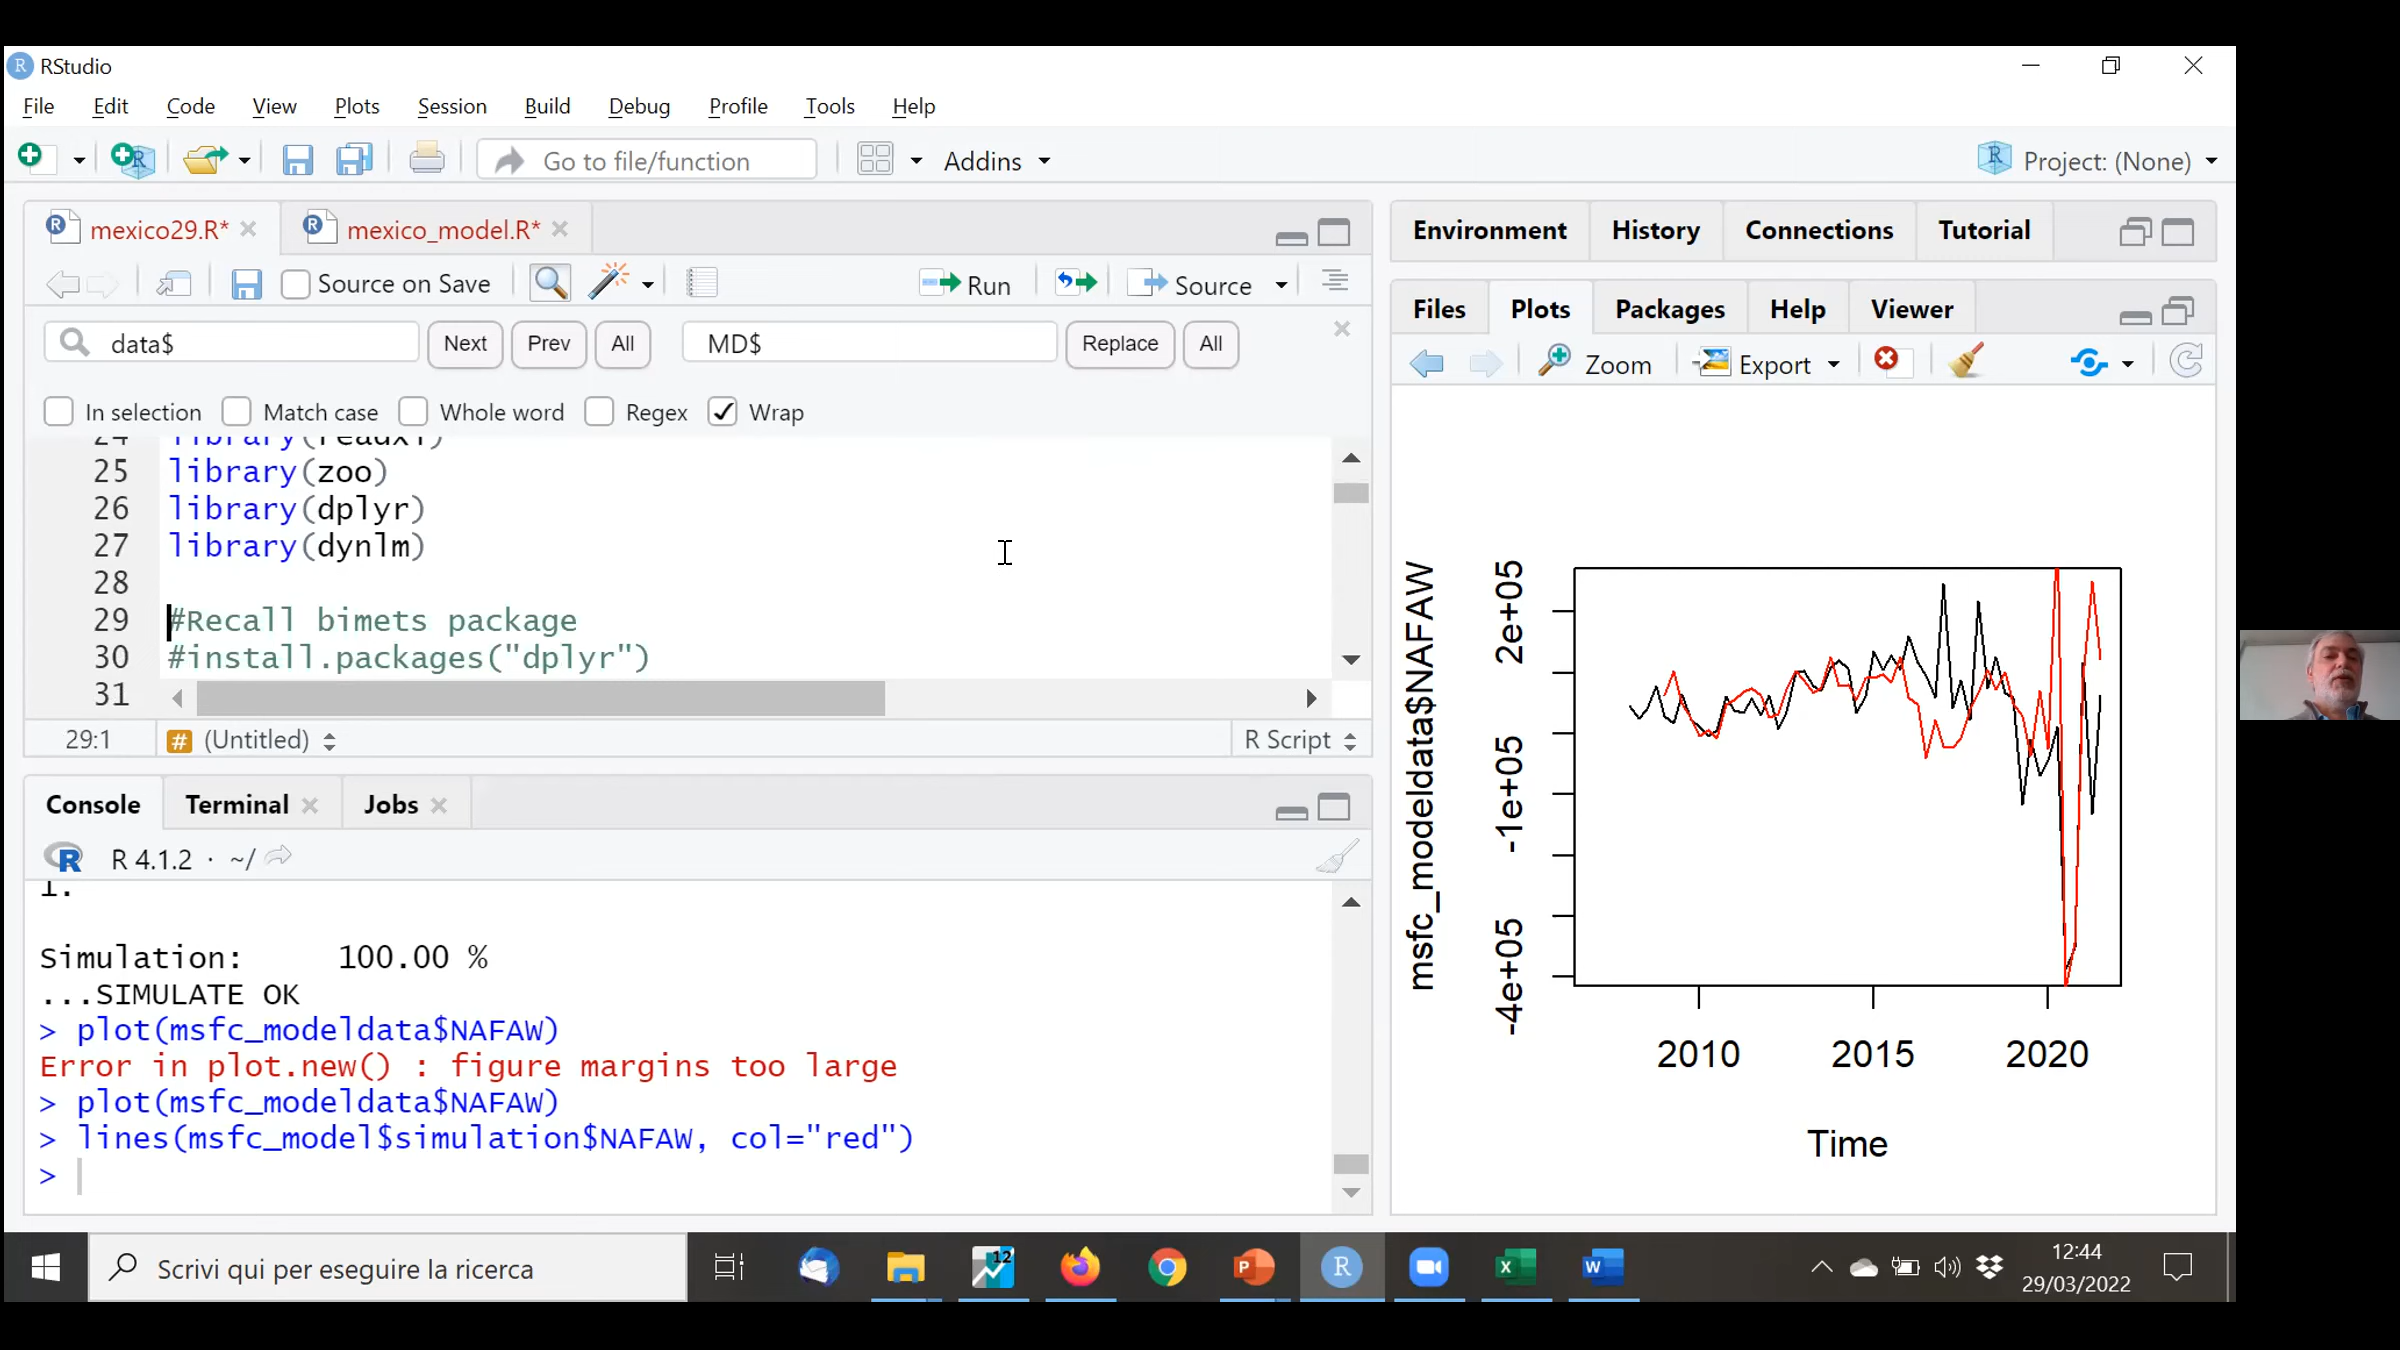 RStudio
File Edit Code View Plots Session Build Debug Profile Tools Help
Go to file/function Addins Project: (None)
mexico29.R* mexico_model.R*
Source on Save Run Source
data$ Next Prev All MD$ Replace All
In selection Match case Whole word Regex Wrap
25 library(zoo)
26 library(dplyr)
27 library(dynlm)
28
29 #Recall bimets package
30 #install.packages("dplyr")
31
29:1 # (Untitled) R Script
Console Terminal Jobs
R 4.1.2 · ~/
1.
Simulation: 100.00 %
...SIMULATE OK
> plot(msfc_modeldata$NAFAW)
Error in plot.new() : figure margins too large
> plot(msfc_modeldata$NAFAW)
> lines(msfc_model$simulation$NAFAW, col="red")
>
Environment History Connections Tutorial
Files Plots Packages Help Viewer
Zoom Export
msfc_modeldata$NAFAW
2e+05
-1e+05
-4e+05
2010 2015 2020
Time
Scrivi qui per eseguire la ricerca
12
12:44
29/03/2022